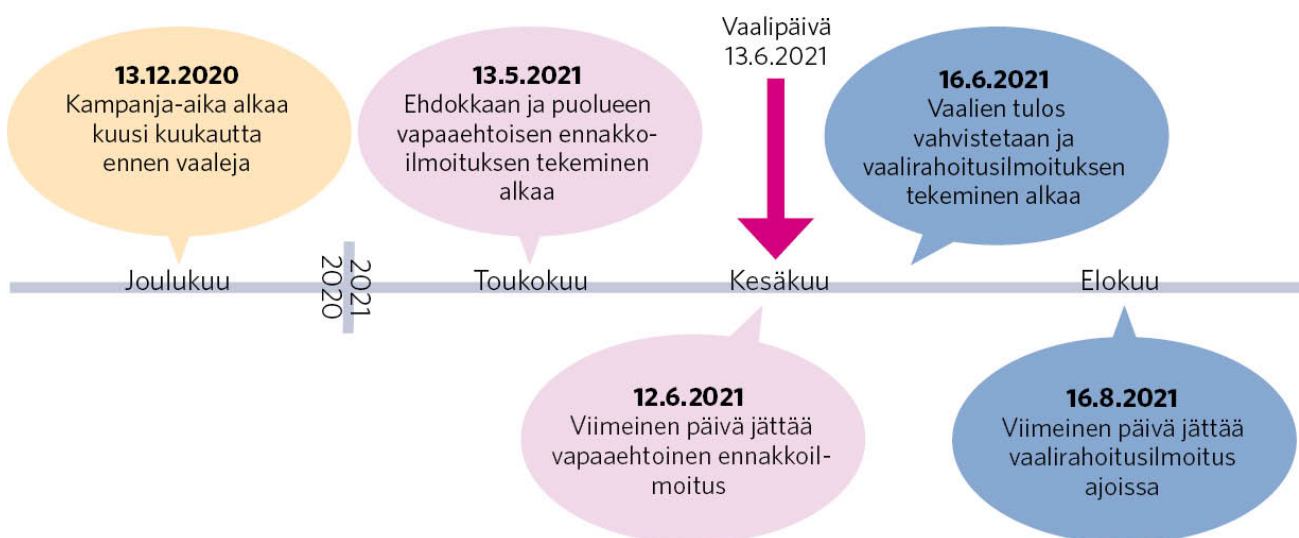 13.12.2020
Kampanja-aika alkaa
kuusi kuukautta
ennen vaaleja
13.5.2021
Ehdokkaan ja puolueen
vapaaehtoisen ennakko-
ilmoituksen tekeminen
alkaa
Vaalipäivä
13.6.2021
16.6.2021
Vaalien tulos
vahvistetaan ja
vaalirahoitusilmoituksen
tekeminen alkaa
Joulukuu
2020
2021
Toukokuu
Kesäkuu
Elokuu
12.6.2021
Viimeinen päivä jättää
vapaaehtoinen ennakkoil-
moitus
16.8.2021
Viimeinen päivä jättää
vaalirahoitusilmoitus
ajoissa